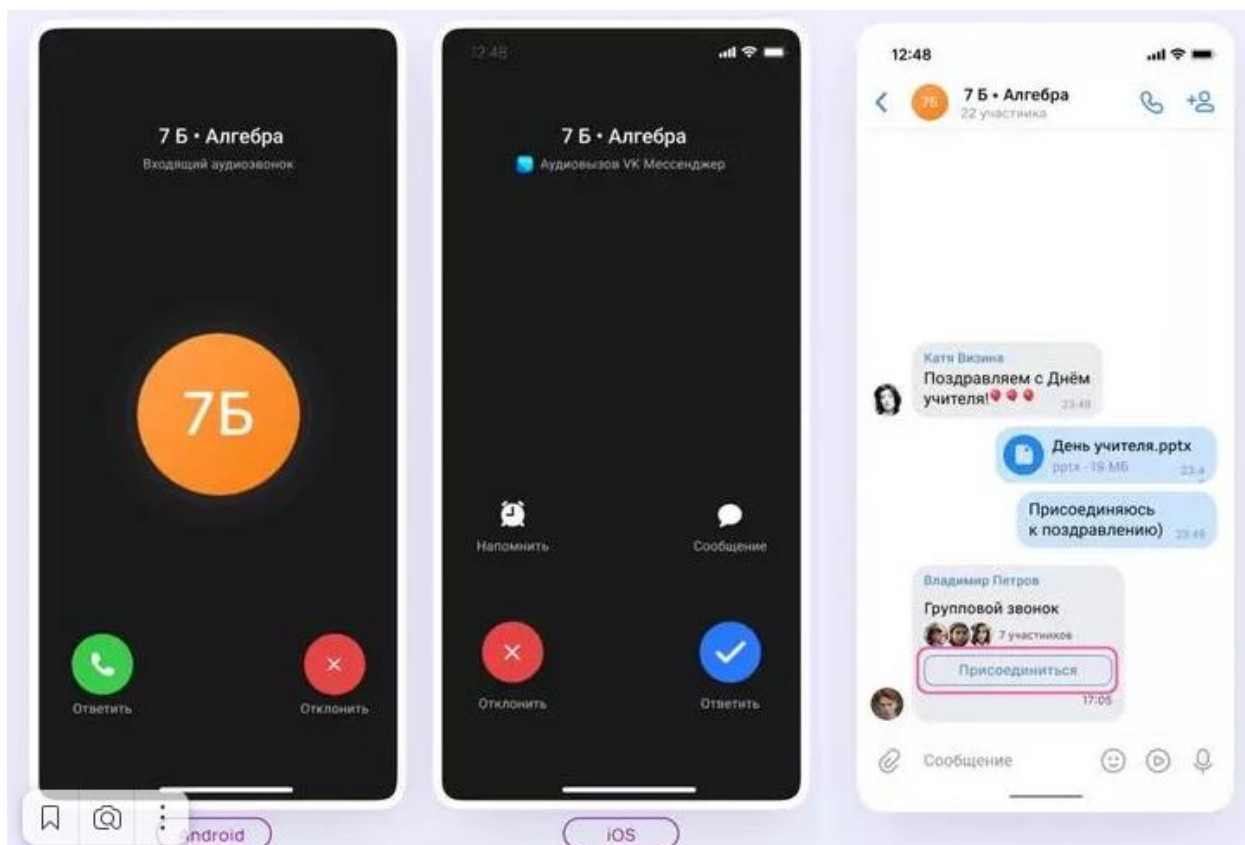 7 Б • Алгебра
Входящий аудиозвонок
7Б
Ответить
Отклонить
Android
12:48
7 Б • Алгебра
Аудиовызов VK Мессенджер
Напомнить
Сообщение
Отклонить
Ответить
iOS
12:48
7Б
7 Б • Алгебра
22 участника
Катя Визина
Поздравляем с Днём
учителя!
23:49
День учителя.pptx
pptx · 19 МБ
Присоединяюсь
к поздравлению)
23:49
Владимир Петров
Групповой звонок
7 участников
Присоединиться
17:05
Сообщение